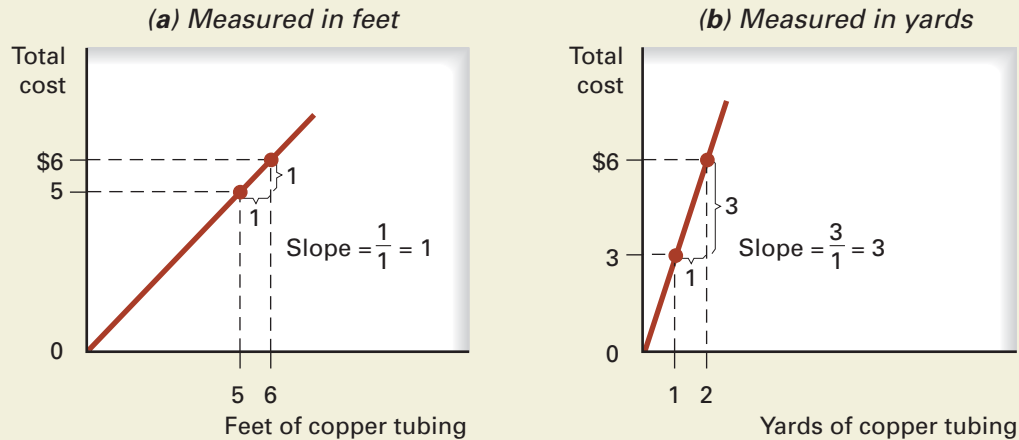 (a) Measured in feet
Total
cost
$6
5
0
1
1
Slope = 1/1 = 1
5 6
Feet of copper tubing
(b) Measured in yards
Total
cost
$6
3
0
3
1
Slope = 3/1 = 3
1 2
Yards of copper tubing